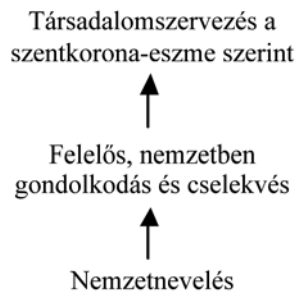 Társadalomszervezés a
szentkorona-eszme szerint
Felelős, nemzetben
gondolkodás és cselekvés
Nemzetnevelés